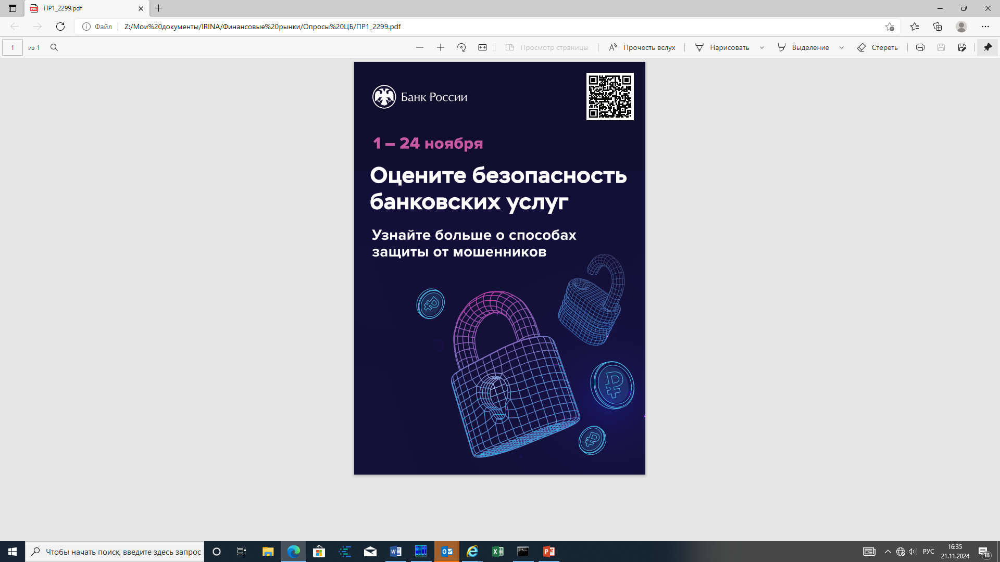 ПР1_2299.pdf
Файл
Z:/Мои%20документы/IRINA/Финансовые%20рынки/Опросы%20ЦБ/ПР1_2299.pdf
1
из 1
Просмотр страницы
Прочесть вслух
Нарисовать
Выделение
Стереть
Банк России
1 – 24 ноября
Оцените безопасность
банковских услуг
Узнайте больше о способах
защиты от мошенников
Чтобы начать поиск, введите здесь запрос
РУС
16:35
21.11.2024
18